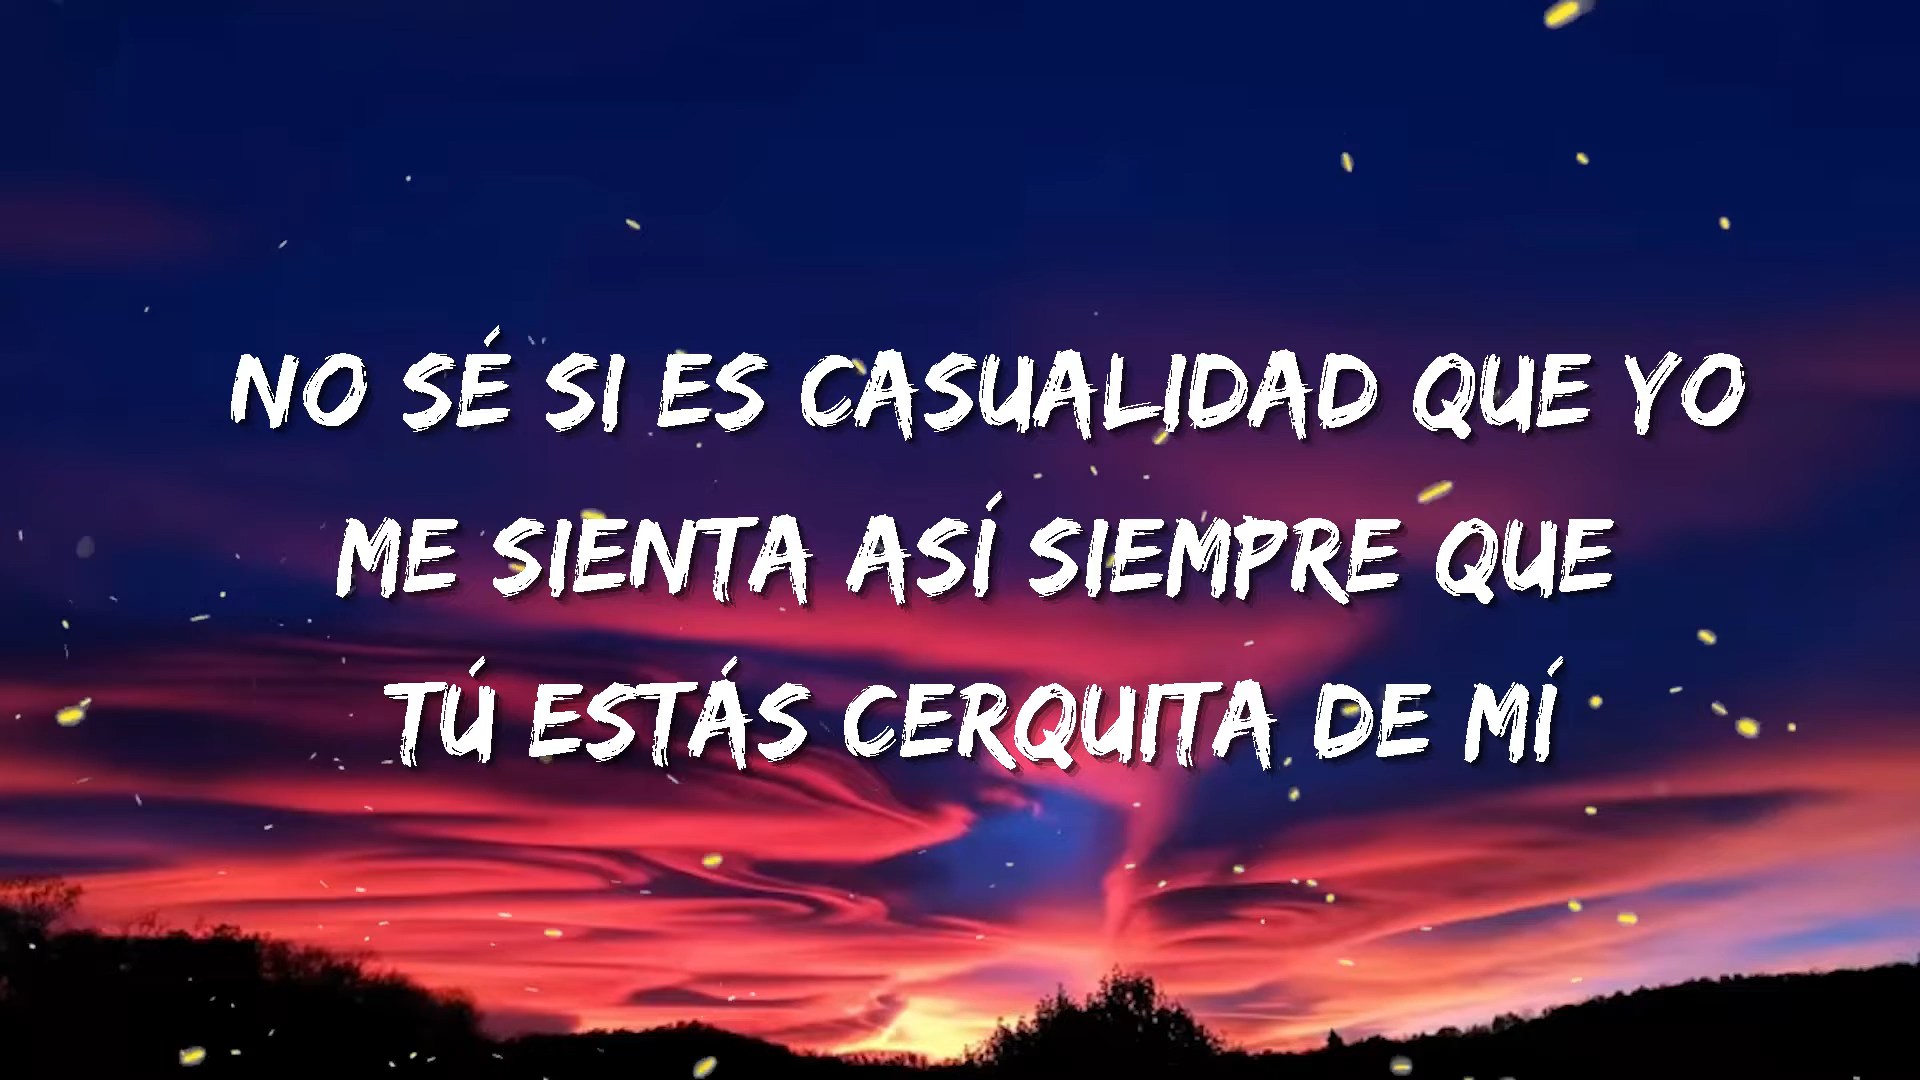 NO SÉ SI ES CASUALIDAD QUE YO
ME SIENTA ASÍ SIEMPRE QUE
TÚ ESTÁS CERQUITA DE MÍ